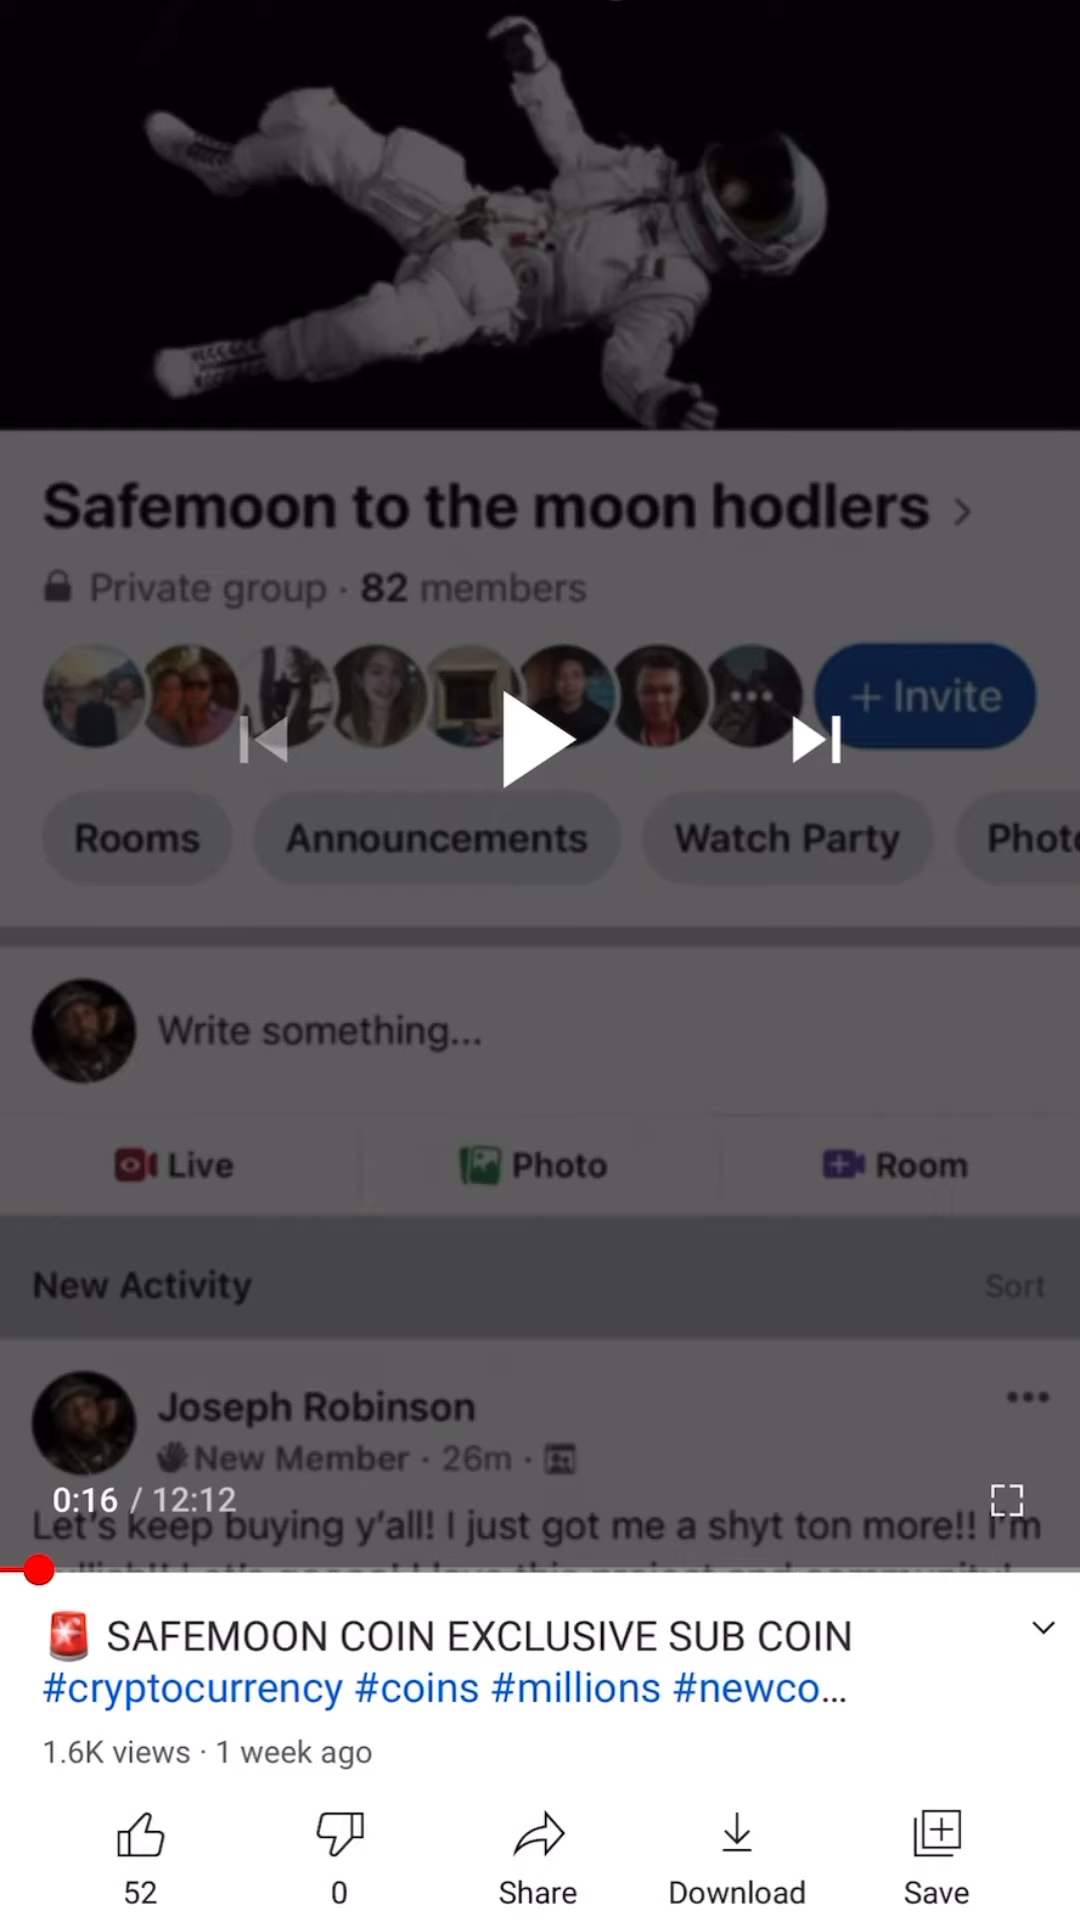 Safemoon to the moon hodlers >
Private group · 82 members
+ Invite
Rooms
Announcements
Watch Party
Photo
Write something...
Live
Photo
Room
New Activity
Sort
Joseph Robinson
New Member · 26m ·
0:16 / 12:12
Let's keep buying y'all! I just got me a shyt ton more!! I'm
🚨 SAFEMOON COIN EXCLUSIVE SUB COIN
#cryptocurrency #coins #millions #newco...
1.6K views · 1 week ago
52
0
Share
Download
Save